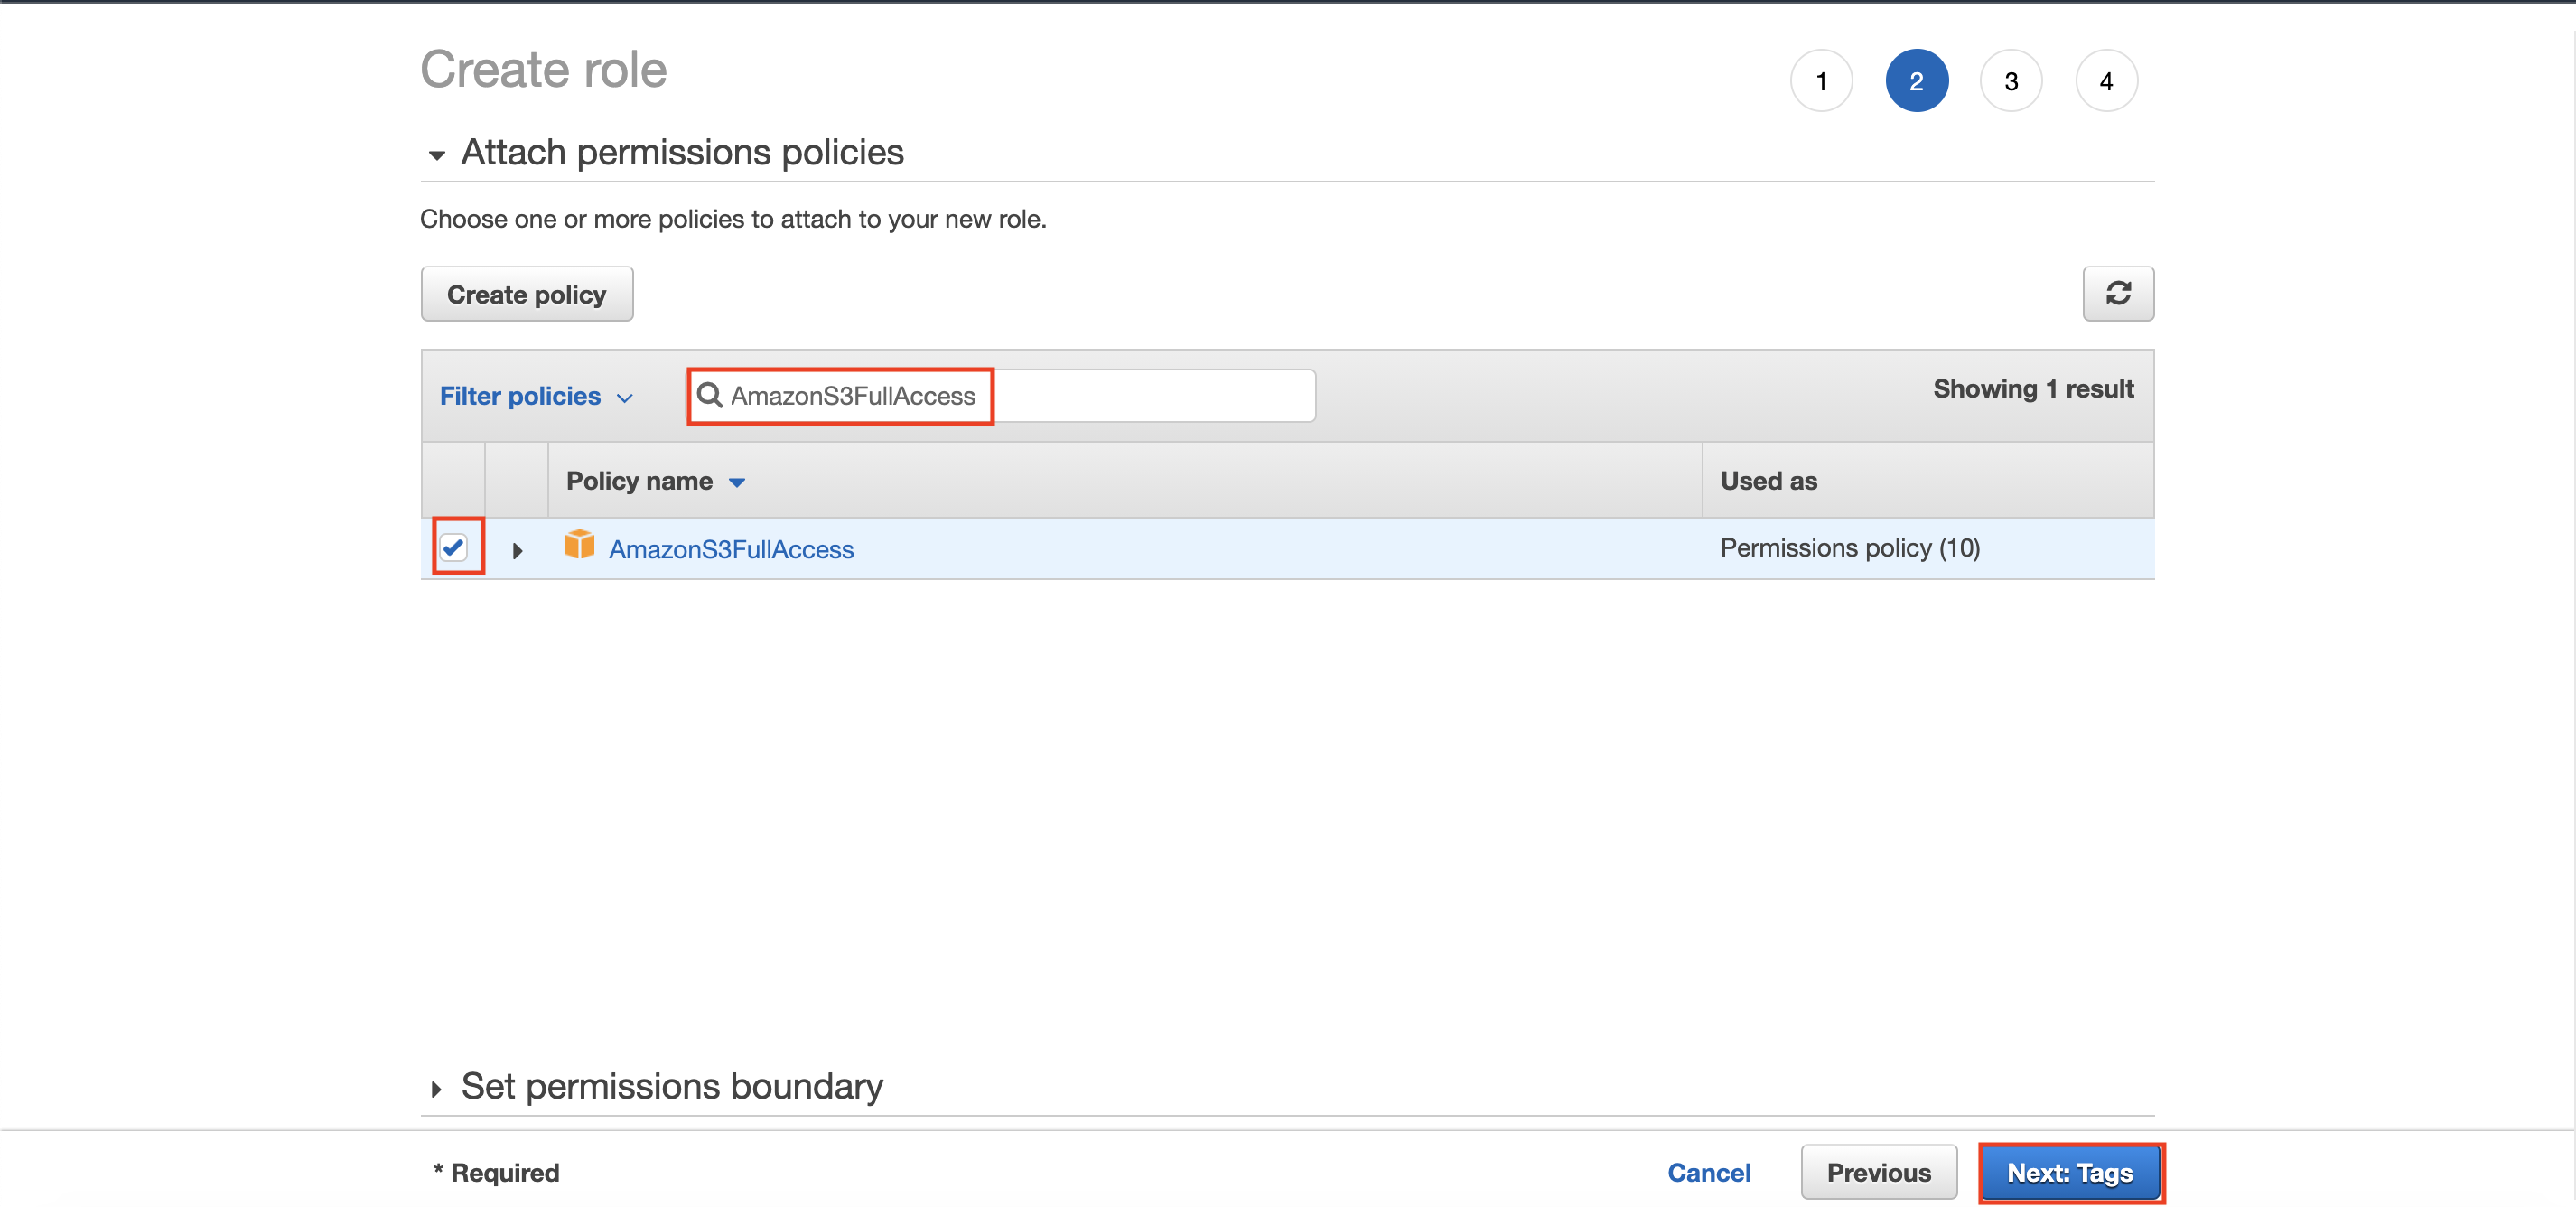 Create role
1 2 3 4
Attach permissions policies
Choose one or more policies to attach to your new role.
Create policy
Filter policies AmazonS3FullAccess Showing 1 result
Policy name Used as
AmazonS3FullAccess Permissions policy (10)
Set permissions boundary
* Required Cancel Previous Next: Tags